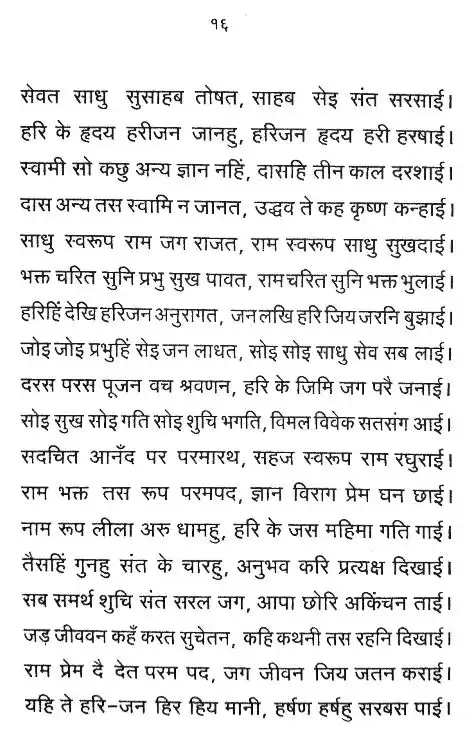 १६
सेवत साधु सुसाहब तोषत, साहब सेइ संत सरसाई।
हरि के हृदय हरीजन जानहु, हरिजन हृदय हरी हरषाई।
स्वामी सो कछु अन्य ज्ञान नहिं, दासहि तीन काल दरशाई।
दास अन्य तस स्वामि न जानत, उद्धव ते कह कृष्ण कन्हाई।
साधु स्वरूप राम जग राजत, राम स्वरूप साधु सुखदाई।
भक्त चरित सुनि प्रभु सुख पावत, राम चरित सुनि भक्त भुलाई।
हरिहिं देखि हरिजन अनुरागत, जन लखि हरि जिय जरनि बुझाई।
जोइ जोइ प्रभुहिं सेइ जन लाधत, सोइ सोइ साधु सेव सब लाई।
दरस परस पूजन वच श्रवणन, हरि के जिमि जग परै जनाई।
सोइ सुख सोइ गति सोइ शुचि भगति, विमल विवेक सतसंग आई।
सदचित आनँद पर परमारथ, सहज स्वरूप राम रघुराई।
राम भक्त तस रूप परमपद, ज्ञान विराग प्रेम घन छाई।
नाम रूप लीला अरु धामहु, हरि के जस महिमा गति गाई।
तैसहिं गुनहु संत के चारहु, अनुभव करि प्रत्यक्ष दिखाई।
सब समर्थ शुचि संत सरल जग, आपा छोरि अकिंचन ताई।
जड़ जीववन कहँ करत सुचेतन, कहि कथनी तस रहनि दिखाई।
राम प्रेम दै देत परम पद, जग जीवन जिय जतन कराई।
यहि ते हरि-जन हिर हिय मानी, हर्षण हर्षहु सरबस पाई।